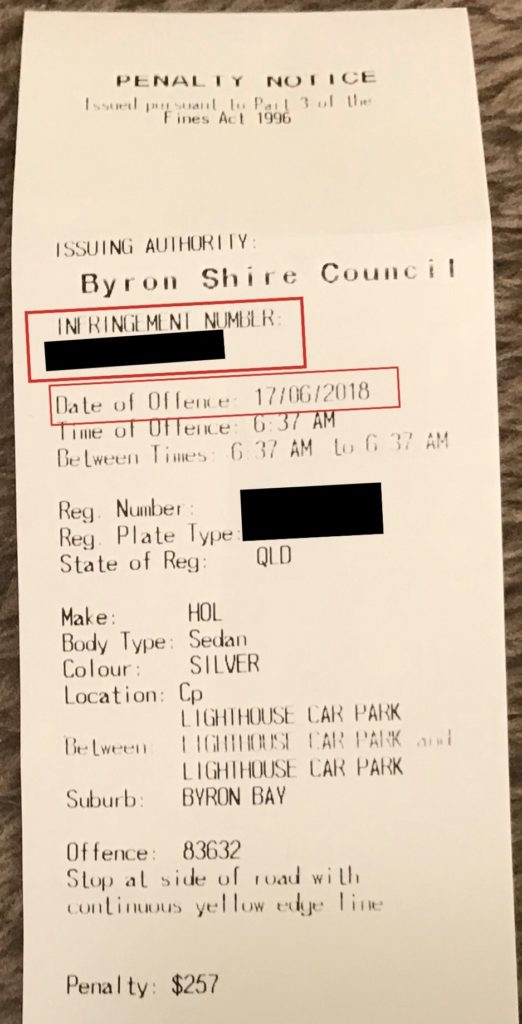 PENALTY NOTICE
Issued pursuant to Part 3 of the
Fines Act 1996
ISSUING AUTHORITY:
Byron Shire Council
INFRINGEMENT NUMBER:
Date of Offence: 17/06/2018
Time of Offence: 6:37 AM
Between Times: 6:37 AM to 6:37 AM
Reg. Number:
Reg. Plate Type:
State of Reg: QLD
Make: HOL
Body Type: Sedan
Colour: SILVER
Location: Cp
LIGHTHOUSE CAR PARK
Between: LIGHTHOUSE CAR PARK and
LIGHTHOUSE CAR PARK
Suburb: BYRON BAY
Offence: 83632
Stop at side of road with
continuous yellow edge line
Penalty: $257